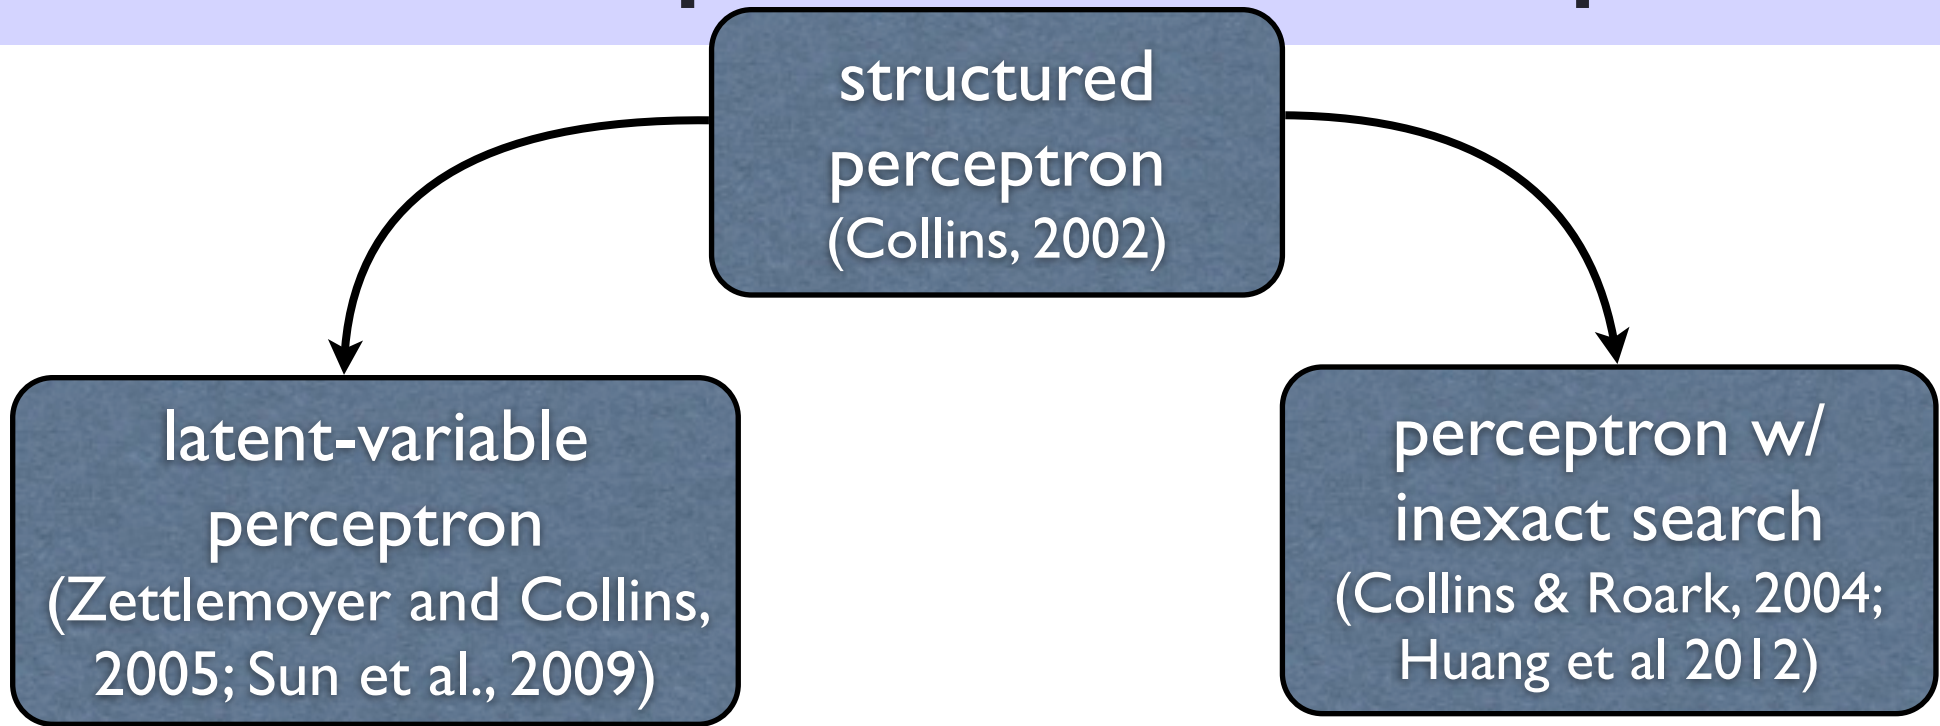 structured
perceptron
(Collins, 2002)
latent-variable
perceptron
(Zettlemoyer and Collins,
2005; Sun et al., 2009)
perceptron w/
inexact search
(Collins & Roark, 2004;
Huang et al 2012)